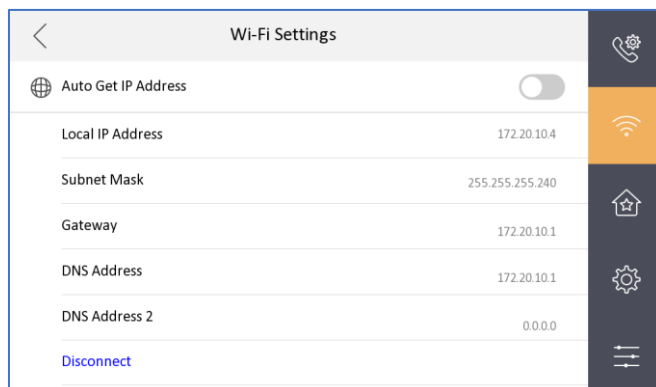 Wi-Fi Settings
Auto Get IP Address
Local IP Address 172.20.10.4
Subnet Mask 255.255.255.240
Gateway 172.20.10.1
DNS Address 172.20.10.1
DNS Address 2 0.0.0.0
Disconnect